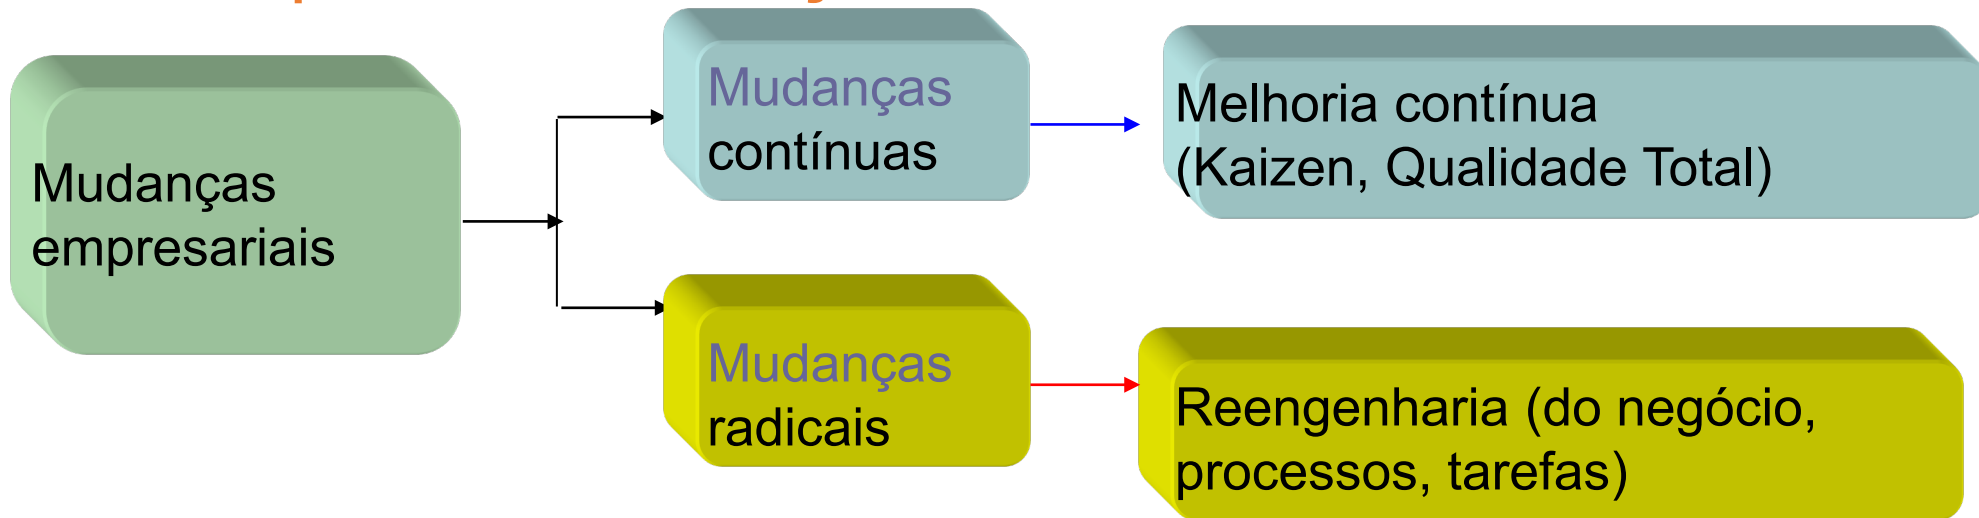 Mudanças
empresariais
Mudanças
contínuas
Melhoria contínua
(Kaizen, Qualidade Total)
Mudanças
radicais
Reengenharia (do negócio,
processos, tarefas)